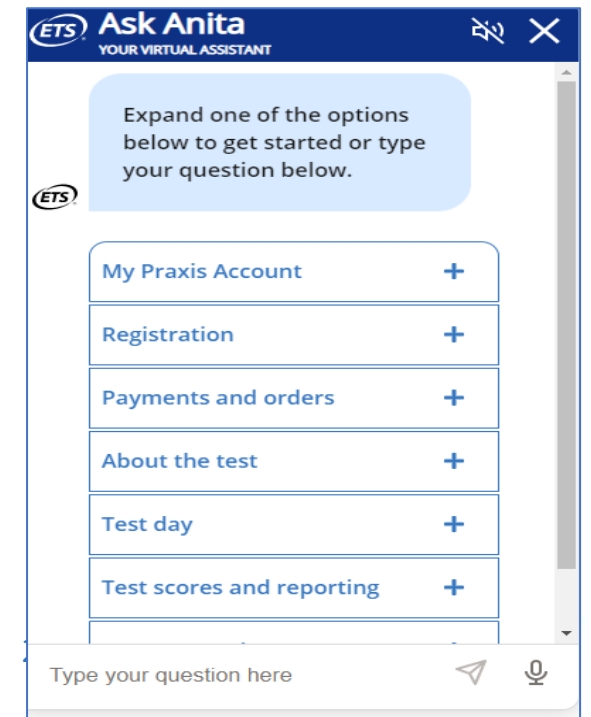 ETS Ask Anita
YOUR VIRTUAL ASSISTANT
Expand one of the options
below to get started or type
your question below.
ETS
My Praxis Account +
Registration +
Payments and orders +
About the test +
Test day +
Test scores and reporting +
Type your question here